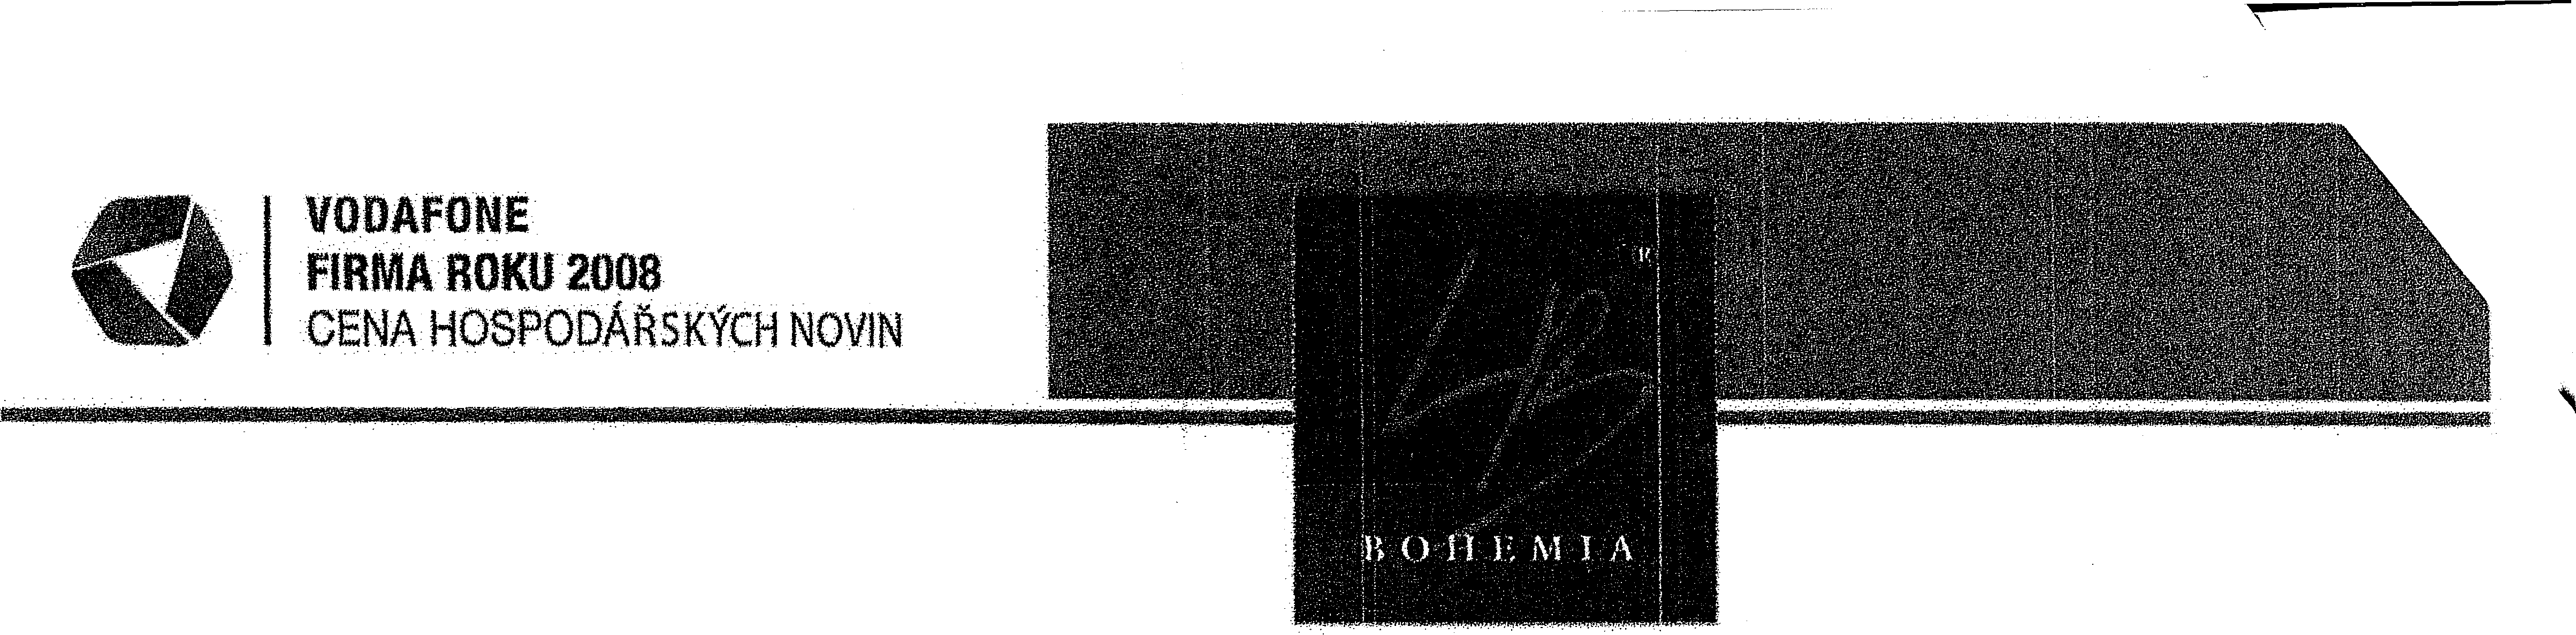 VODAFONE
FIRMA ROKU 2008
CENA HOSPODÁŘSKÝCH NOVIN
®
BOHEMIA